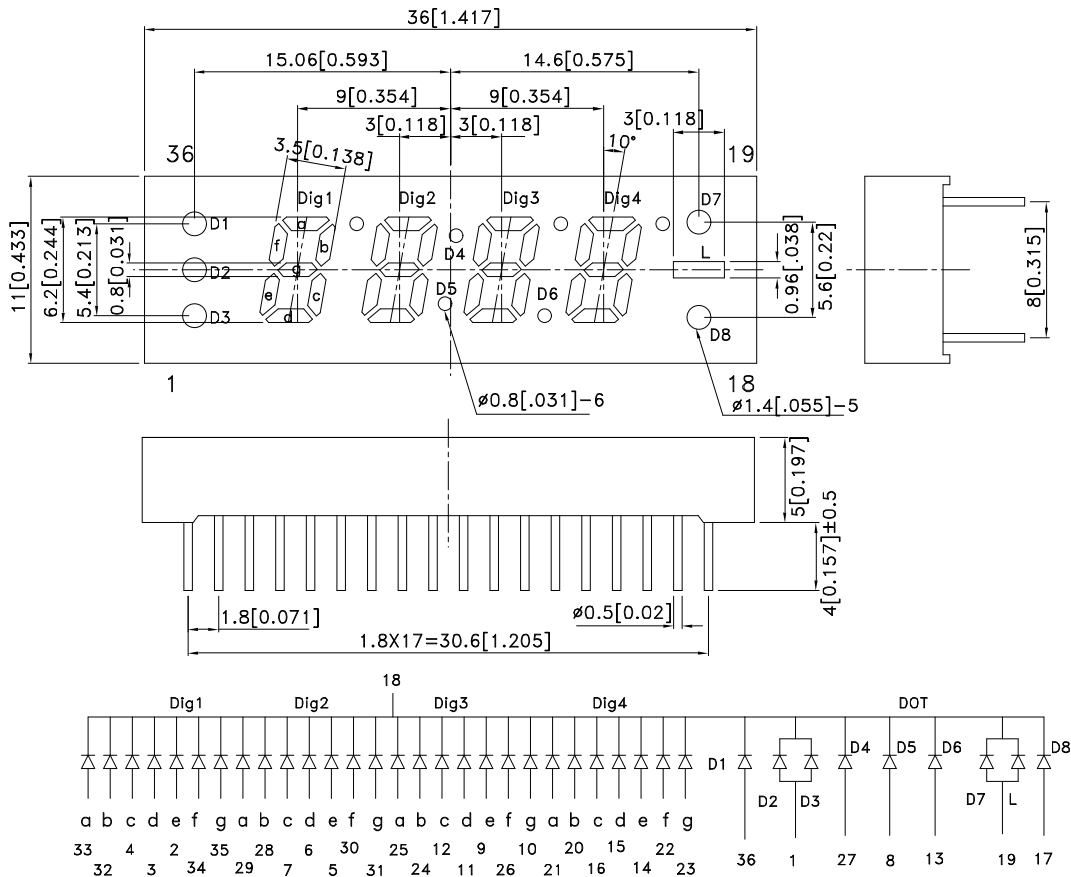 36[1.417]
15.06[0.593] 14.6[0.575]
9[0.354] 9[0.354]
3[0.118] 3[0.118] 3[0.118]
3.5[0.138] 10°
36 19
Dig1 Dig2 Dig3 Dig4 D7
D1 a
f b D4
L
D2 g
e c D5 D6
D3 d
D8
11[0.433]
6.2[0.244]
5.4[0.213]
0.8[0.031]
0.96[.038]
5.6[0.22]
8[0.315]
1 18
ø0.8[.031]-6
ø1.4[.055]-5
5[0.197]
4[0.157]±0.5
1.8[0.071] ø0.5[0.02]
1.8X17=30.6[1.205]
18
Dig1 Dig2 Dig3 Dig4 DOT
D1 D4 D5 D6 D8
D2 D3 D7 L
a b c d e f g a b c d e f g a b c d e f g a b c d e f g
33 4 2 35 28 6 30 25 12 9 10 20 15 22
32 3 34 29 7 5 31 24 11 26 21 16 14 23
36 1 27 8 13 19 17